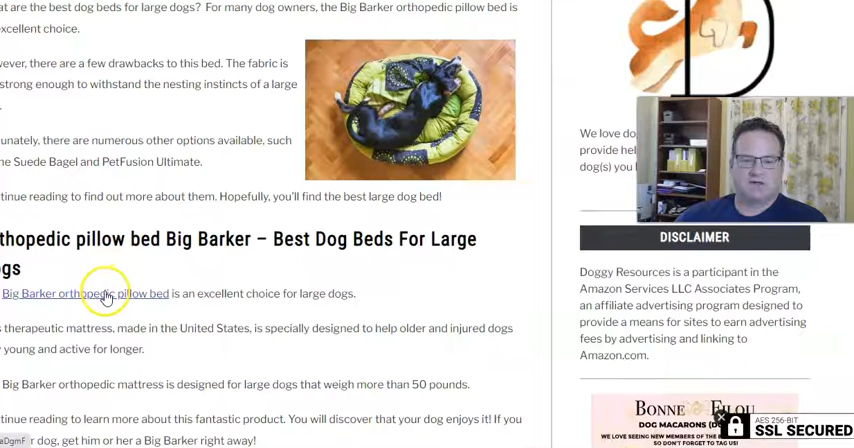 at are the best dog beds for large dogs? For many dog owners, the Big Barker orthopedic pillow bed is
excellent choice.
wever, there are a few drawbacks to this bed. The fabric is
strong enough to withstand the nesting instincts of a large
.
unately, there are numerous other options available, such
he Suede Bagel and PetFusion Ultimate.
tinue reading to find out more about them. Hopefully, you'll find the best large dog bed!
thopedic pillow bed Big Barker – Best Dog Beds For Large
ogs
Big Barker orthopedic pillow bed is an excellent choice for large dogs.
s therapeutic mattress, made in the United States, is specially designed to help older and injured dogs
y young and active for longer.
Big Barker orthopedic mattress is designed for large dogs that weigh more than 50 pounds.
tinue reading to learn more about this fantastic product. You will discover that your dog enjoys it! If you
r dog, get him or her a Big Barker right away!
aDgmF
D
We love do
provide hel
dog(s) you
DISCLAIMER
Doggy Resources is a participant in the
Amazon Services LLC Associates Program,
an affiliate advertising program designed to
provide a means for sites to earn advertising
fees by advertising and linking to
Amazon.com.
BONNE FILOU
DOG MACARONS (DO
WE LOVE SEEING NEW MEMBERS OF THE B
SO DON'T FORGET TO TAG US!
AES 256-BIT
SSL SECURED